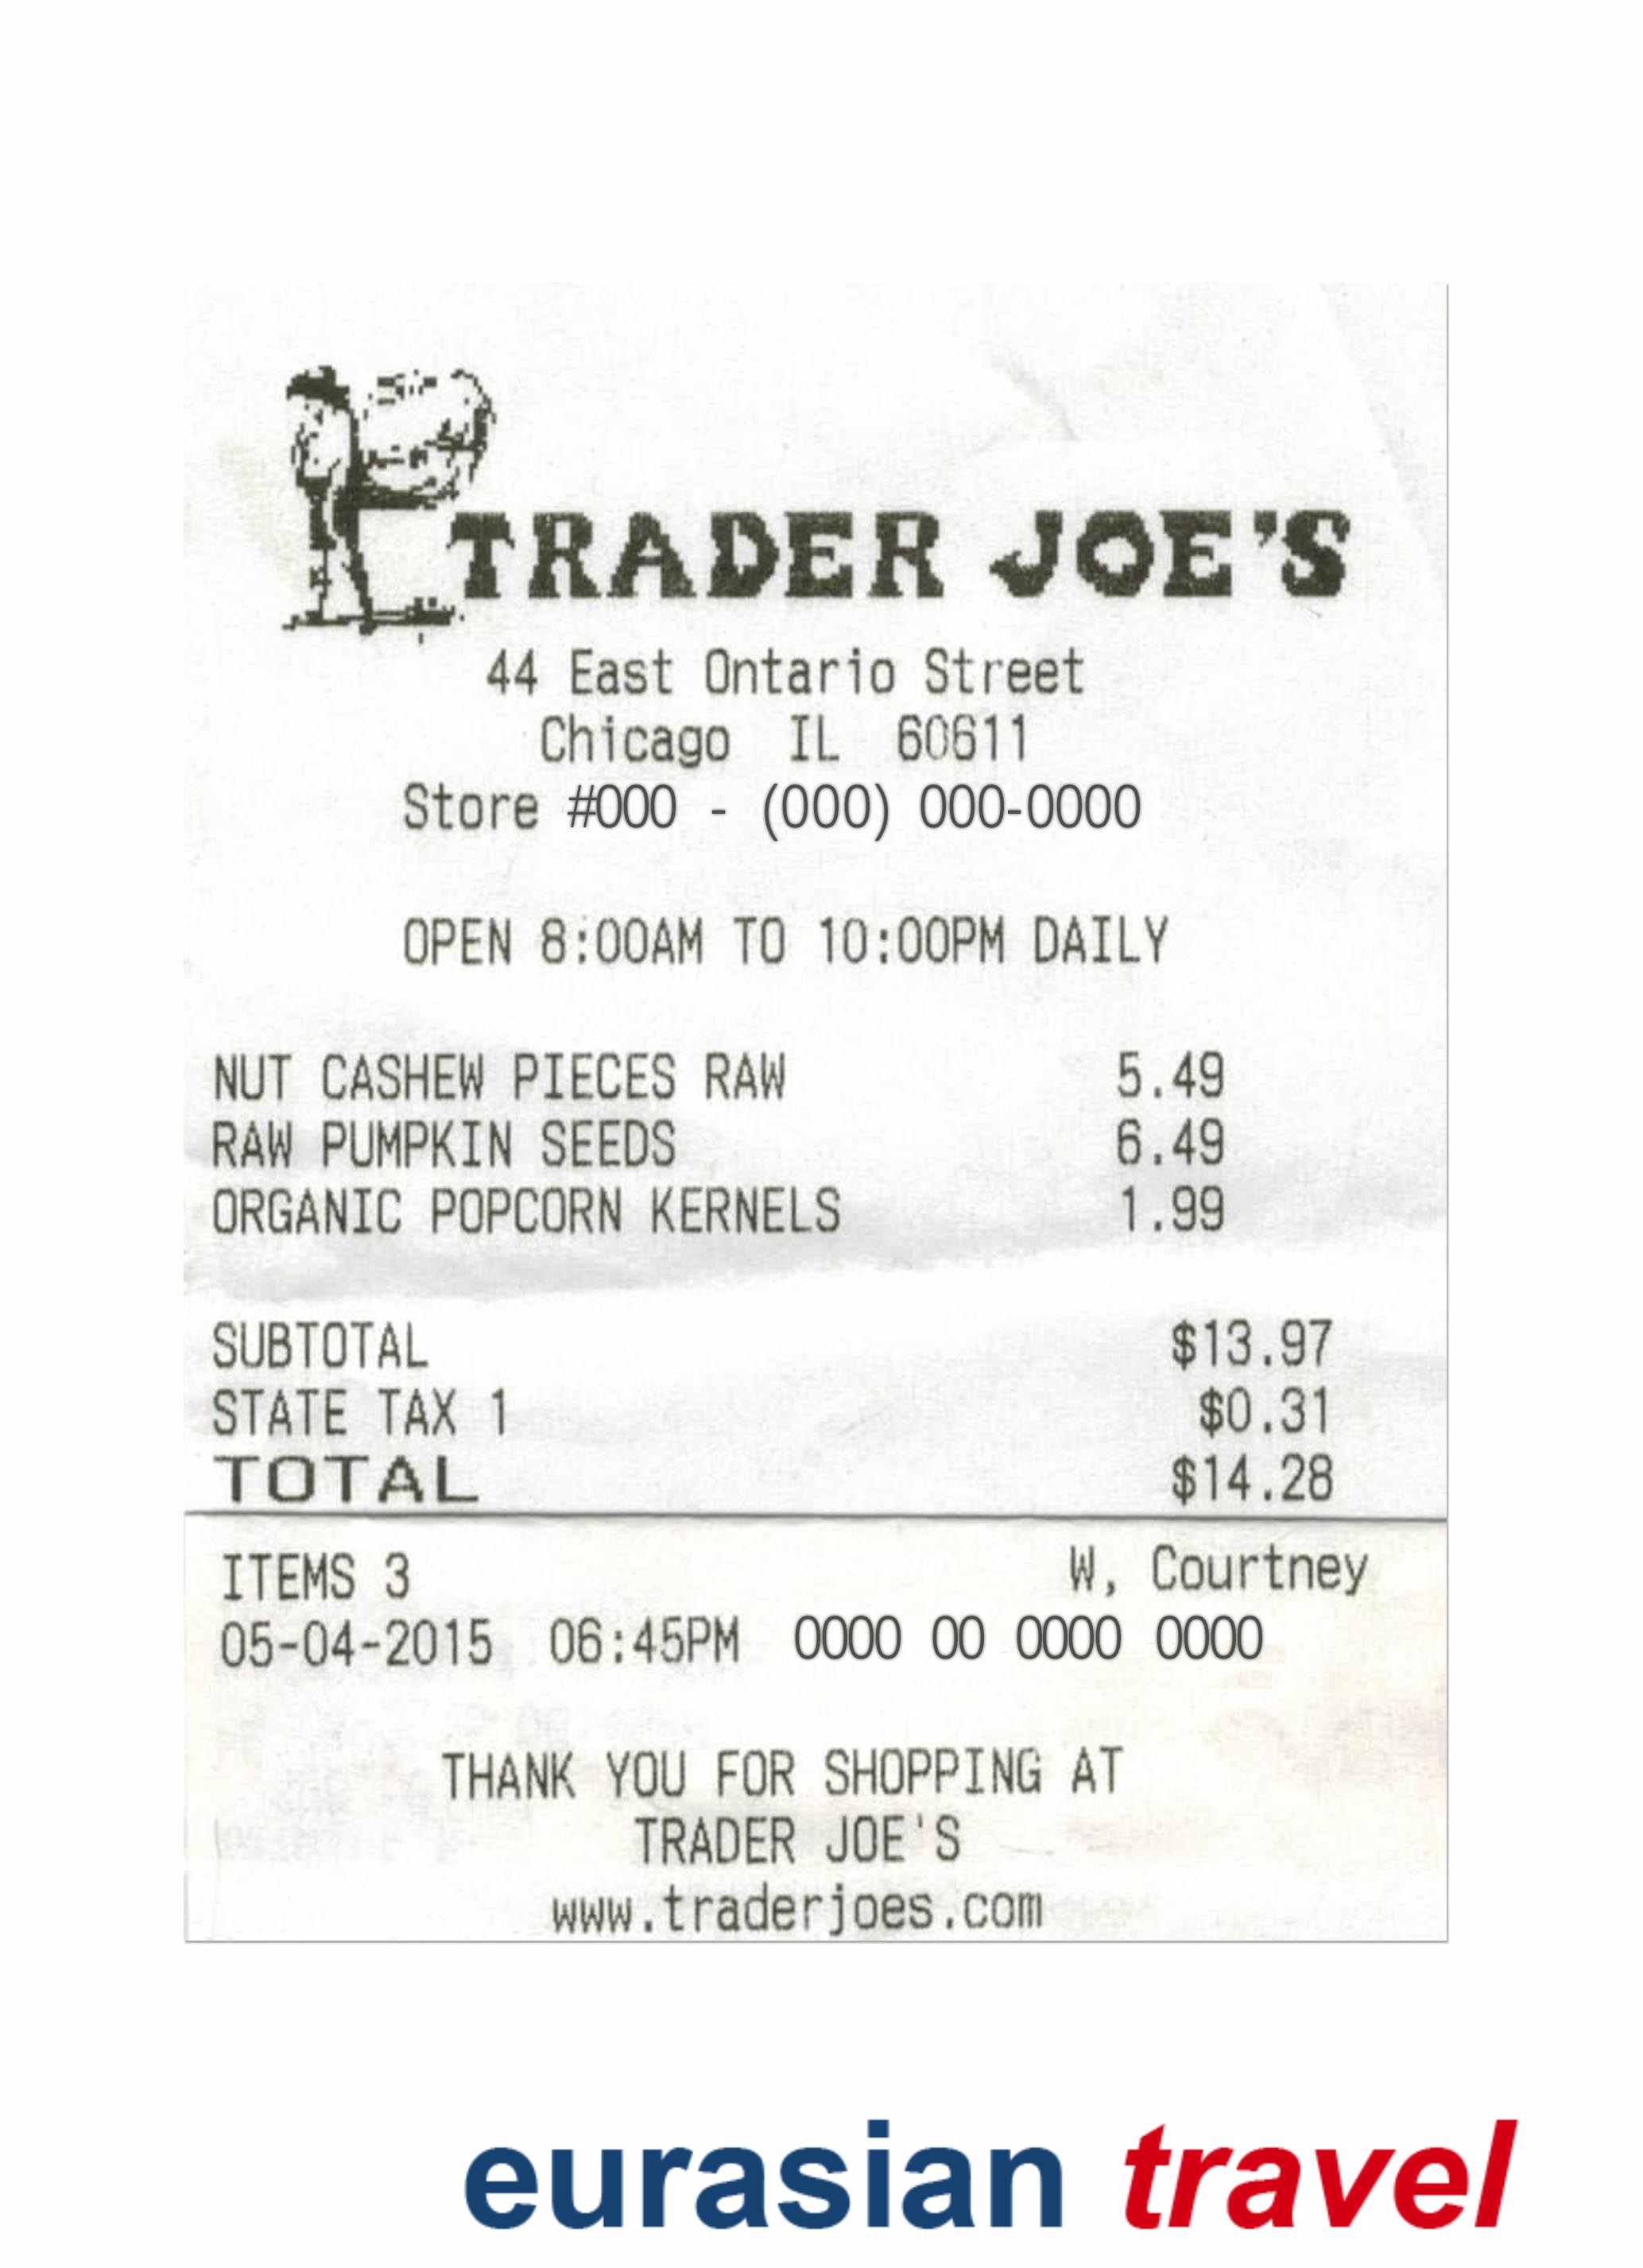 TRADER JOE'S
44 East Ontario Street
Chicago IL 60611
Store #000 - (000) 000-0000
OPEN 8:00AM TO 10:00PM DAILY
NUT CASHEW PIECES RAW 5.49
RAW PUMPKIN SEEDS 6.49
ORGANIC POPCORN KERNELS 1.99
SUBTOTAL $13.97
STATE TAX 1 $0.31
TOTAL $14.28
ITEMS 3 W, Courtney
05-04-2015 06:45PM 0000 00 0000 0000
THANK YOU FOR SHOPPING AT
TRADER JOE'S
www.traderjoes.com
eurasian travel